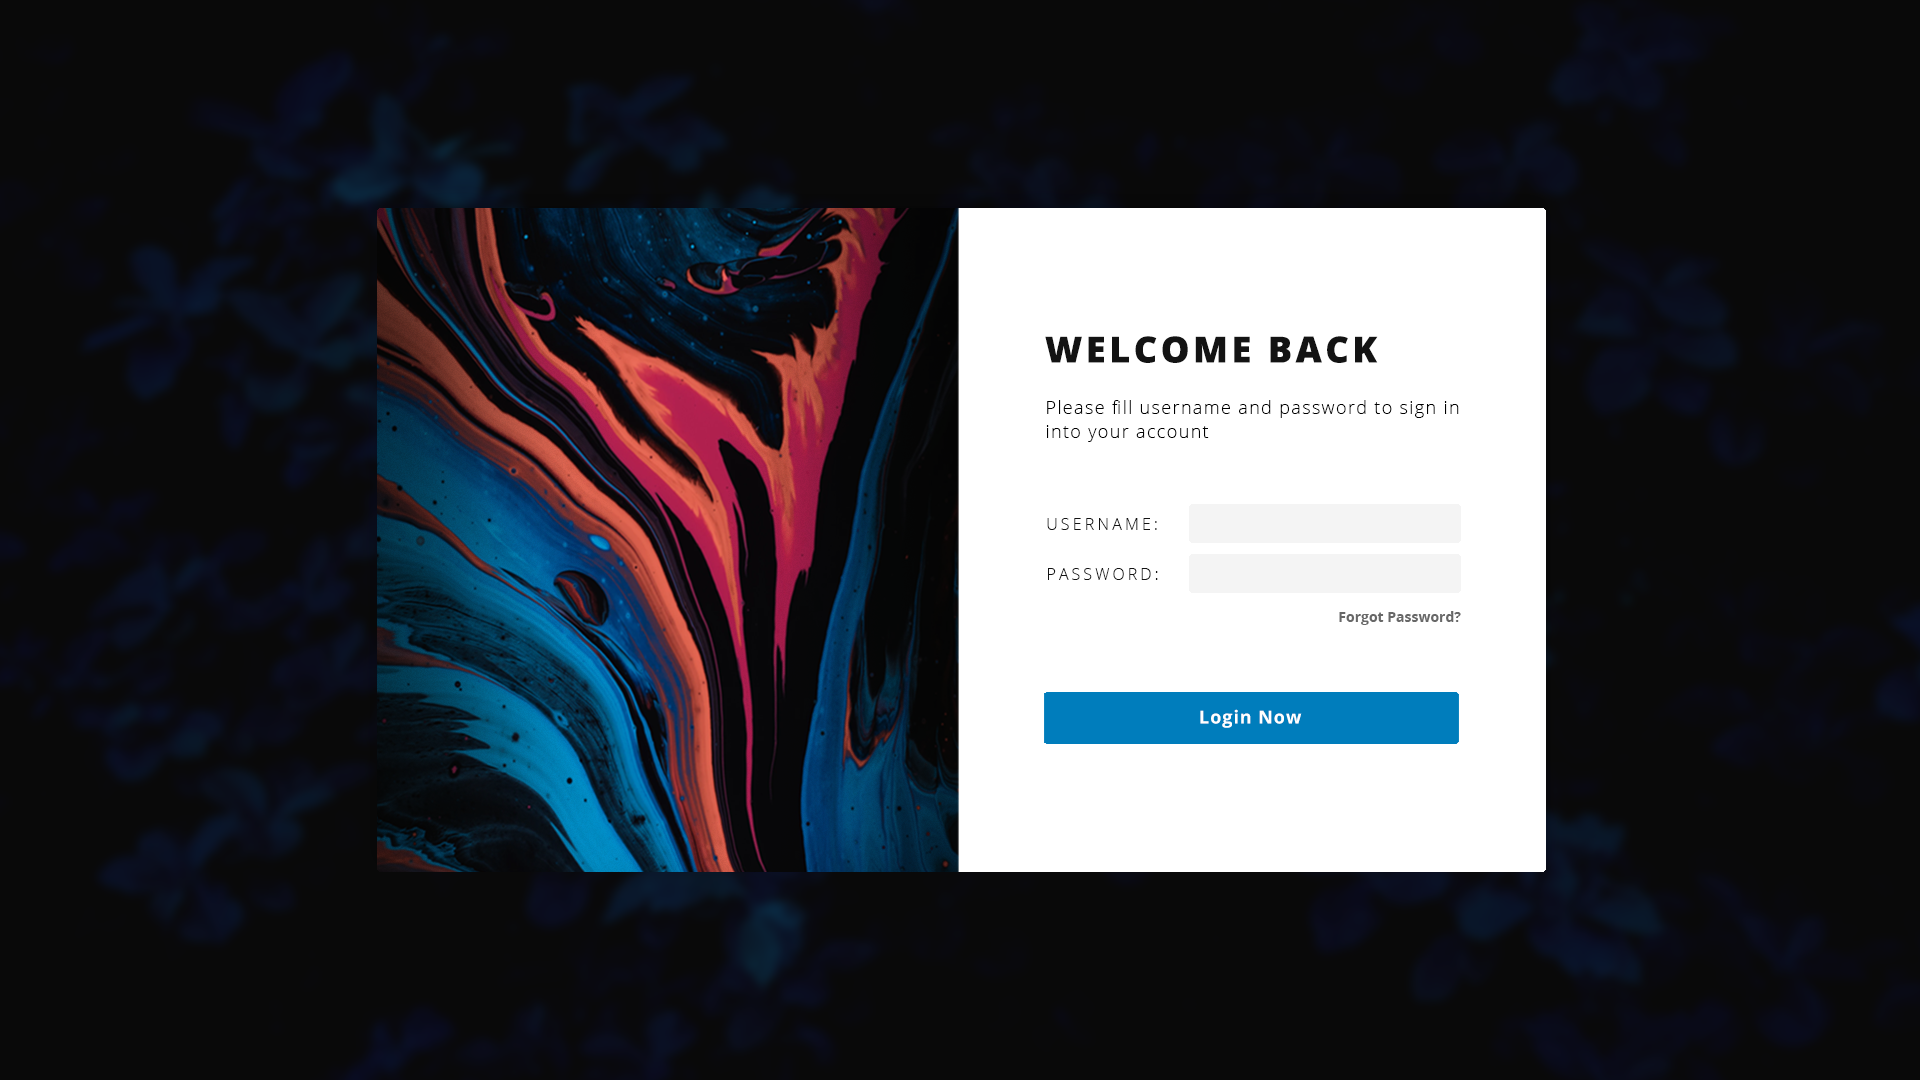 WELCOME BACK
Please fill username and password to sign in
into your account
USERNAME:
PASSWORD:
Forgot Password?
Login Now